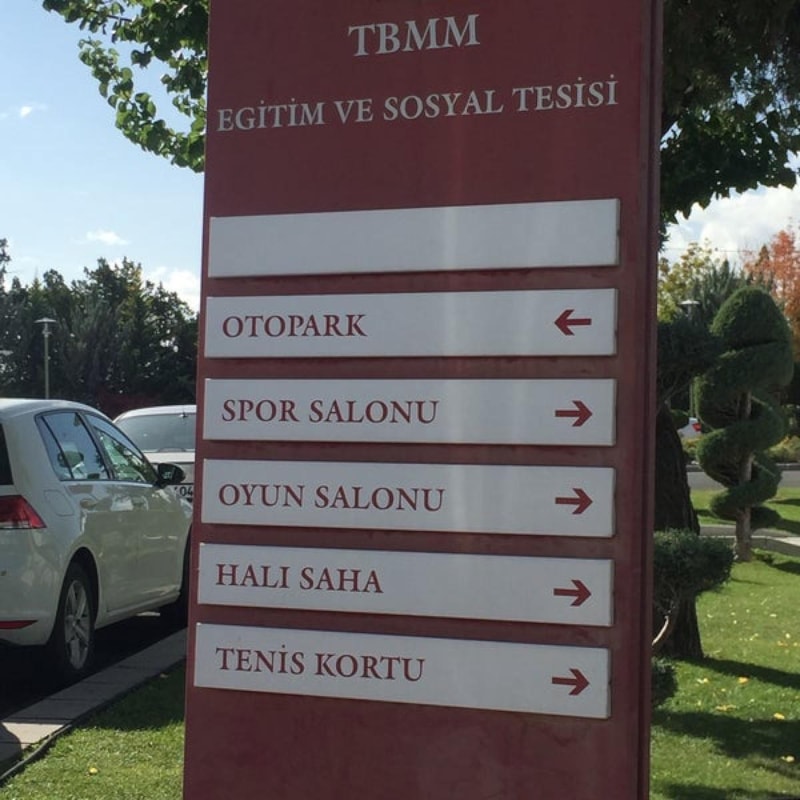 TBMM
EGİTİM VE SOSYAL TESİSİ
OTOPARK ←
SPOR SALONU →
OYUN SALONU →
HALI SAHA →
TENİS KORTU →